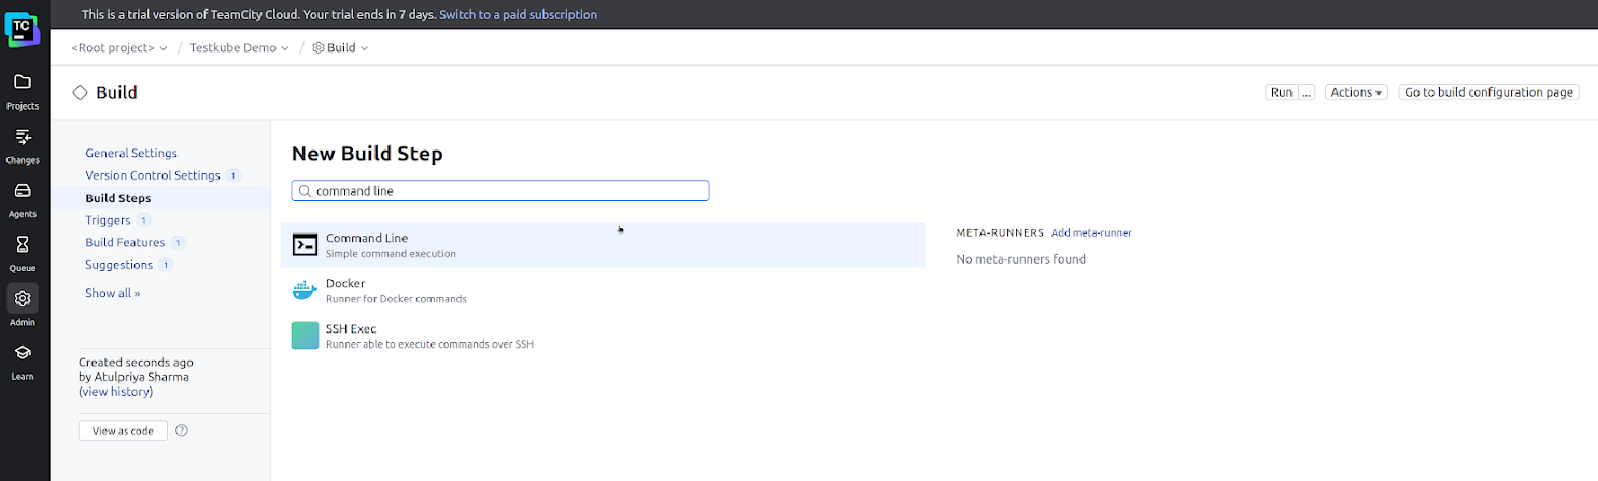 This is a trial version of TeamCity Cloud. Your trial ends in 7 days. Switch to a paid subscription
TC
<Root project> / Testkube Demo / Build
Build
Run ... Actions Go to build configuration page
Projects
Changes
Agents
Queue
Admin
Learn
General Settings
Version Control Settings 1
Build Steps
Triggers 1
Build Features 1
Suggestions 1
Show all »
Created seconds ago
by Atulpriya Sharma
(view history)
View as code ?
New Build Step
command line
Command Line
Simple command execution
Docker
Runner for Docker commands
SSH Exec
Runner able to execute commands over SSH
META-RUNNERS Add meta-runner
No meta-runners found